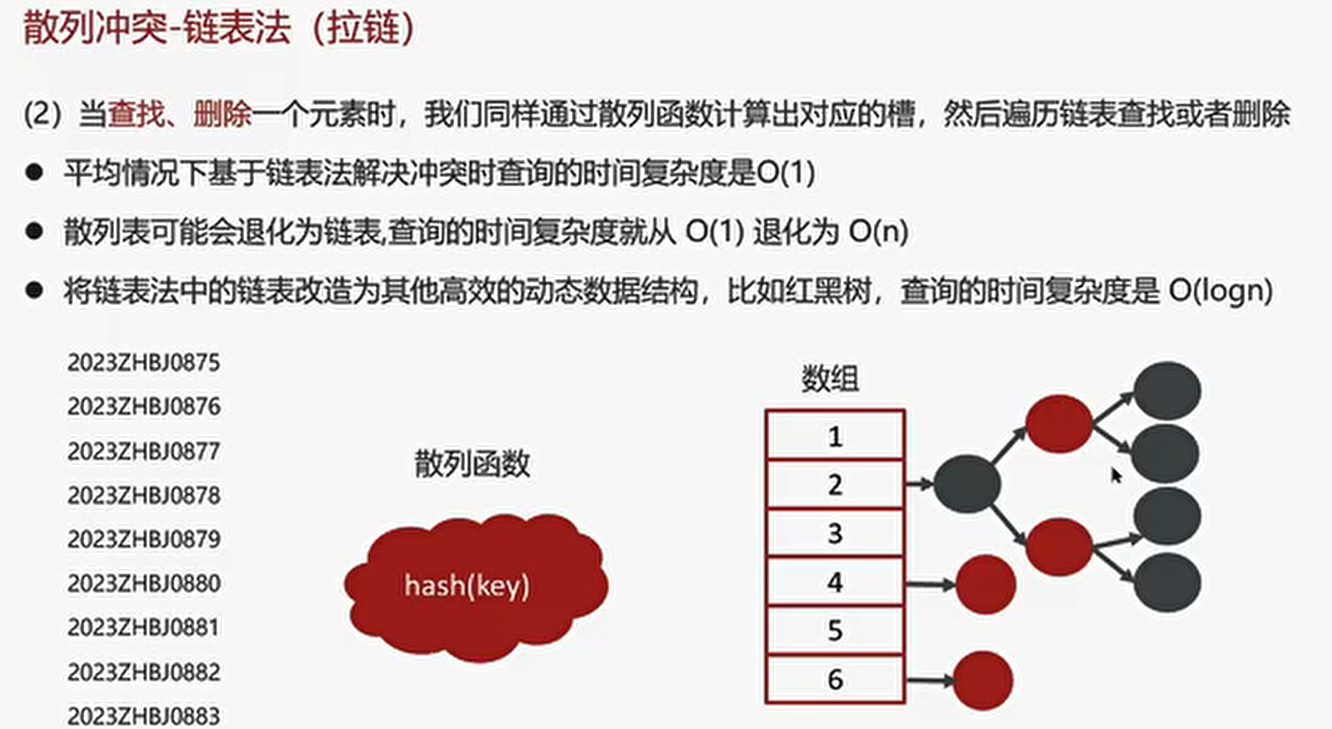 散列冲突-链表法（拉链）
(2) 当查找、删除一个元素时，我们同样通过散列函数计算出对应的槽，然后遍历链表查找或者删除
● 平均情况下基于链表法解决冲突时查询的时间复杂度是O(1)
● 散列表可能会退化为链表,查询的时间复杂度就从 O(1) 退化为 O(n)
● 将链表法中的链表改造为其他高效的动态数据结构，比如红黑树，查询的时间复杂度是 O(logn)
2023ZHBJ0875
2023ZHBJ0876
2023ZHBJ0877
2023ZHBJ0878
2023ZHBJ0879
2023ZHBJ0880
2023ZHBJ0881
2023ZHBJ0882
2023ZHBJ0883
散列函数
hash(key)
数组
1
2
3
4
5
6